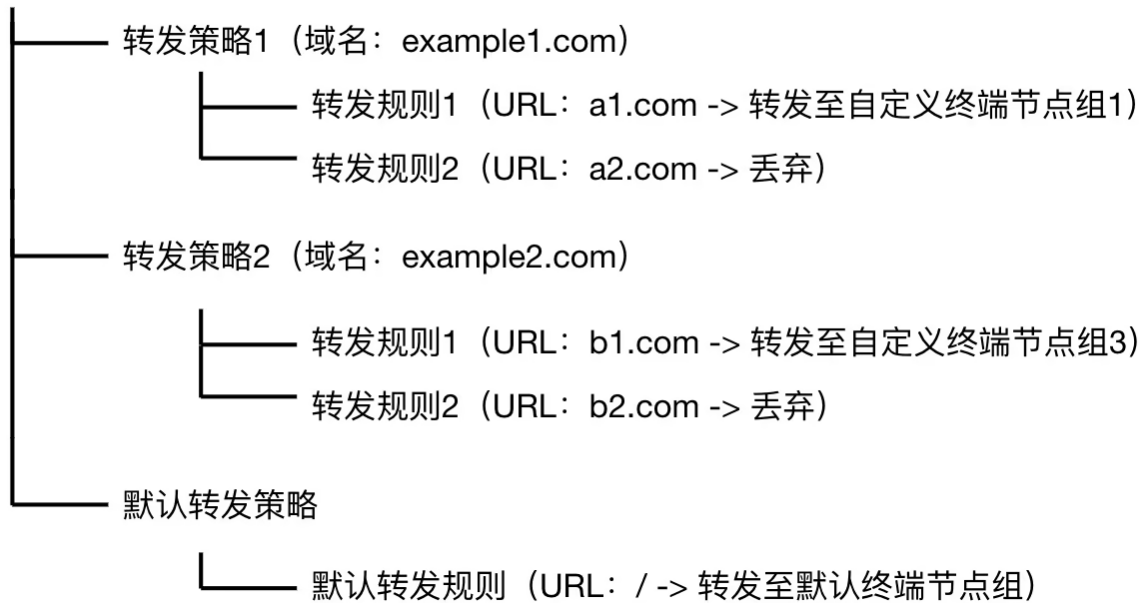 转发策略1（域名：example1.com）
转发规则1（URL：a1.com -> 转发至自定义终端节点组1）
转发规则2（URL：a2.com -> 丢弃）
转发策略2（域名：example2.com）
转发规则1（URL：b1.com -> 转发至自定义终端节点组3）
转发规则2（URL：b2.com -> 丢弃）
默认转发策略
默认转发规则（URL：/ -> 转发至默认终端节点组）